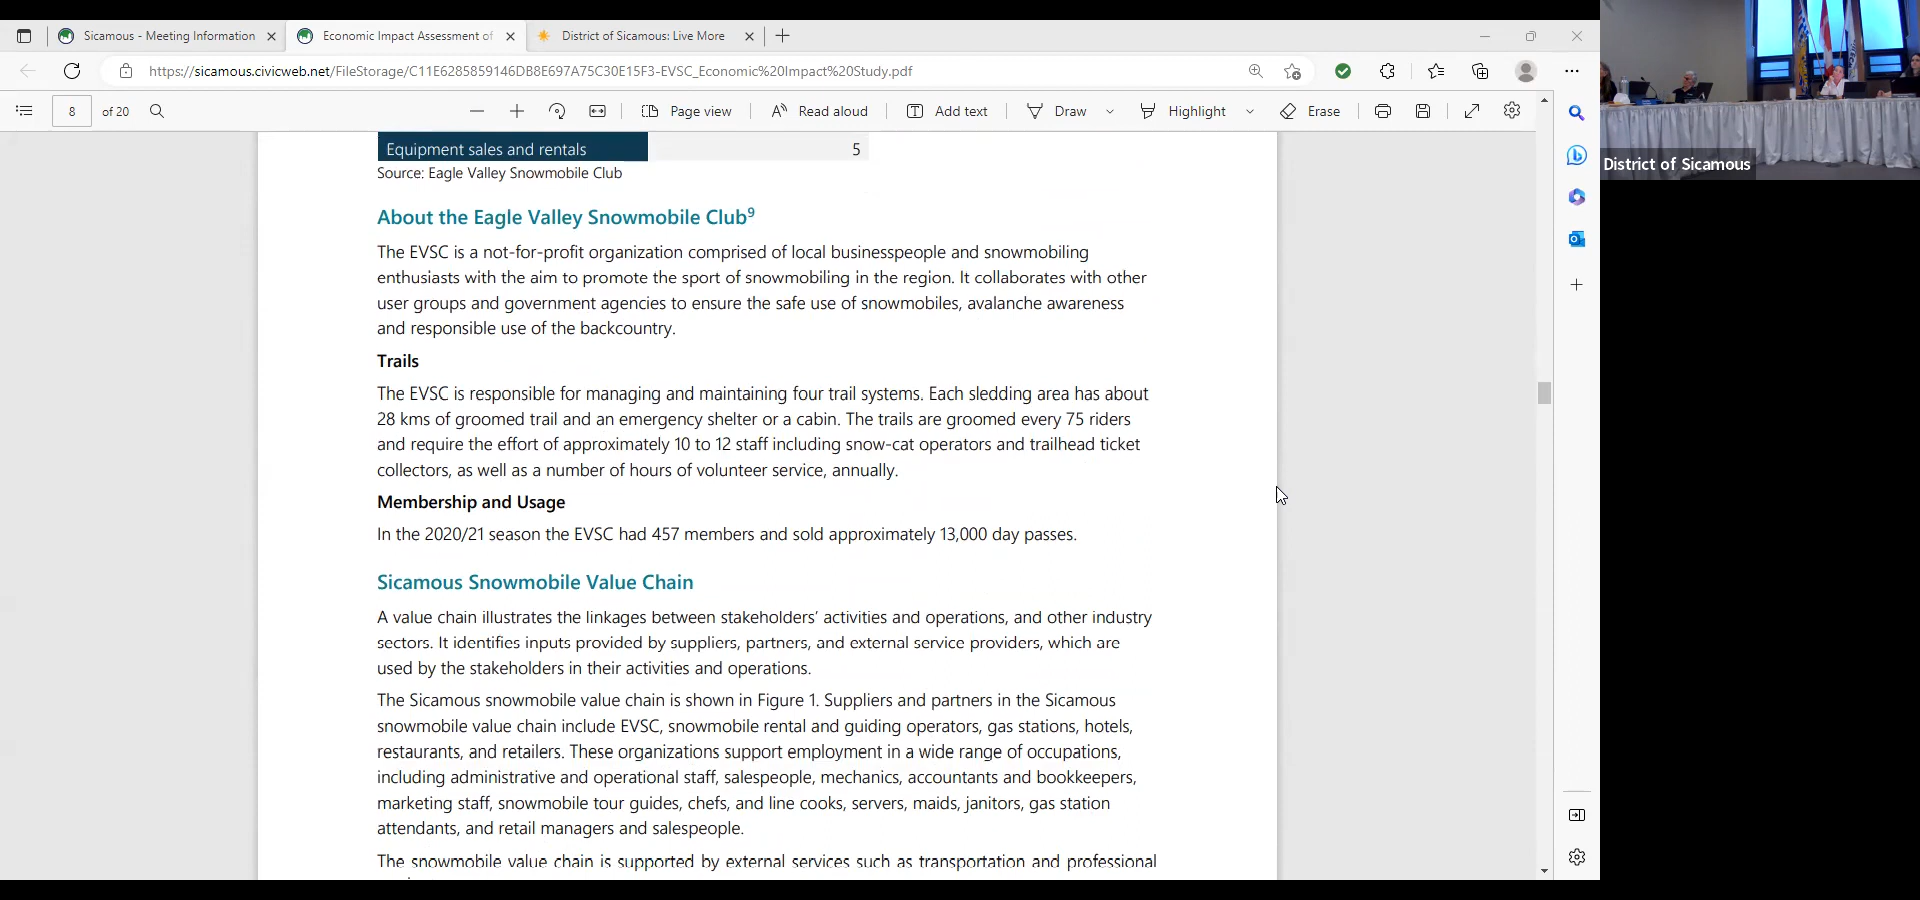 Sicamous - Meeting Information
Economic Impact Assessment of
District of Sicamous: Live More
https://sicamous.civicweb.net/FileStorage/C11E6285859146DB8E697A75C30E15F3-EVSC_Economic%20Impact%20Study.pdf
8 of 20 Page view Read aloud Add text Draw Highlight Erase
District of Sicamous
Equipment sales and rentals 5
Source: Eagle Valley Snowmobile Club
About the Eagle Valley Snowmobile Club9
The EVSC is a not-for-profit organization comprised of local businesspeople and snowmobiling
enthusiasts with the aim to promote the sport of snowmobiling in the region. It collaborates with other
user groups and government agencies to ensure the safe use of snowmobiles, avalanche awareness
and responsible use of the backcountry.
Trails
The EVSC is responsible for managing and maintaining four trail systems. Each sledding area has about
28 kms of groomed trail and an emergency shelter or a cabin. The trails are groomed every 75 riders
and require the effort of approximately 10 to 12 staff including snow-cat operators and trailhead ticket
collectors, as well as a number of hours of volunteer service, annually.
Membership and Usage
In the 2020/21 season the EVSC had 457 members and sold approximately 13,000 day passes.
Sicamous Snowmobile Value Chain
A value chain illustrates the linkages between stakeholders' activities and operations, and other industry
sectors. It identifies inputs provided by suppliers, partners, and external service providers, which are
used by the stakeholders in their activities and operations.
The Sicamous snowmobile value chain is shown in Figure 1. Suppliers and partners in the Sicamous
snowmobile value chain include EVSC, snowmobile rental and guiding operators, gas stations, hotels,
restaurants, and retailers. These organizations support employment in a wide range of occupations,
including administrative and operational staff, salespeople, mechanics, accountants and bookkeepers,
marketing staff, snowmobile tour guides, chefs, and line cooks, servers, maids, janitors, gas station
attendants, and retail managers and salespeople.
The snowmobile value chain is supported by external services such as transportation and professional